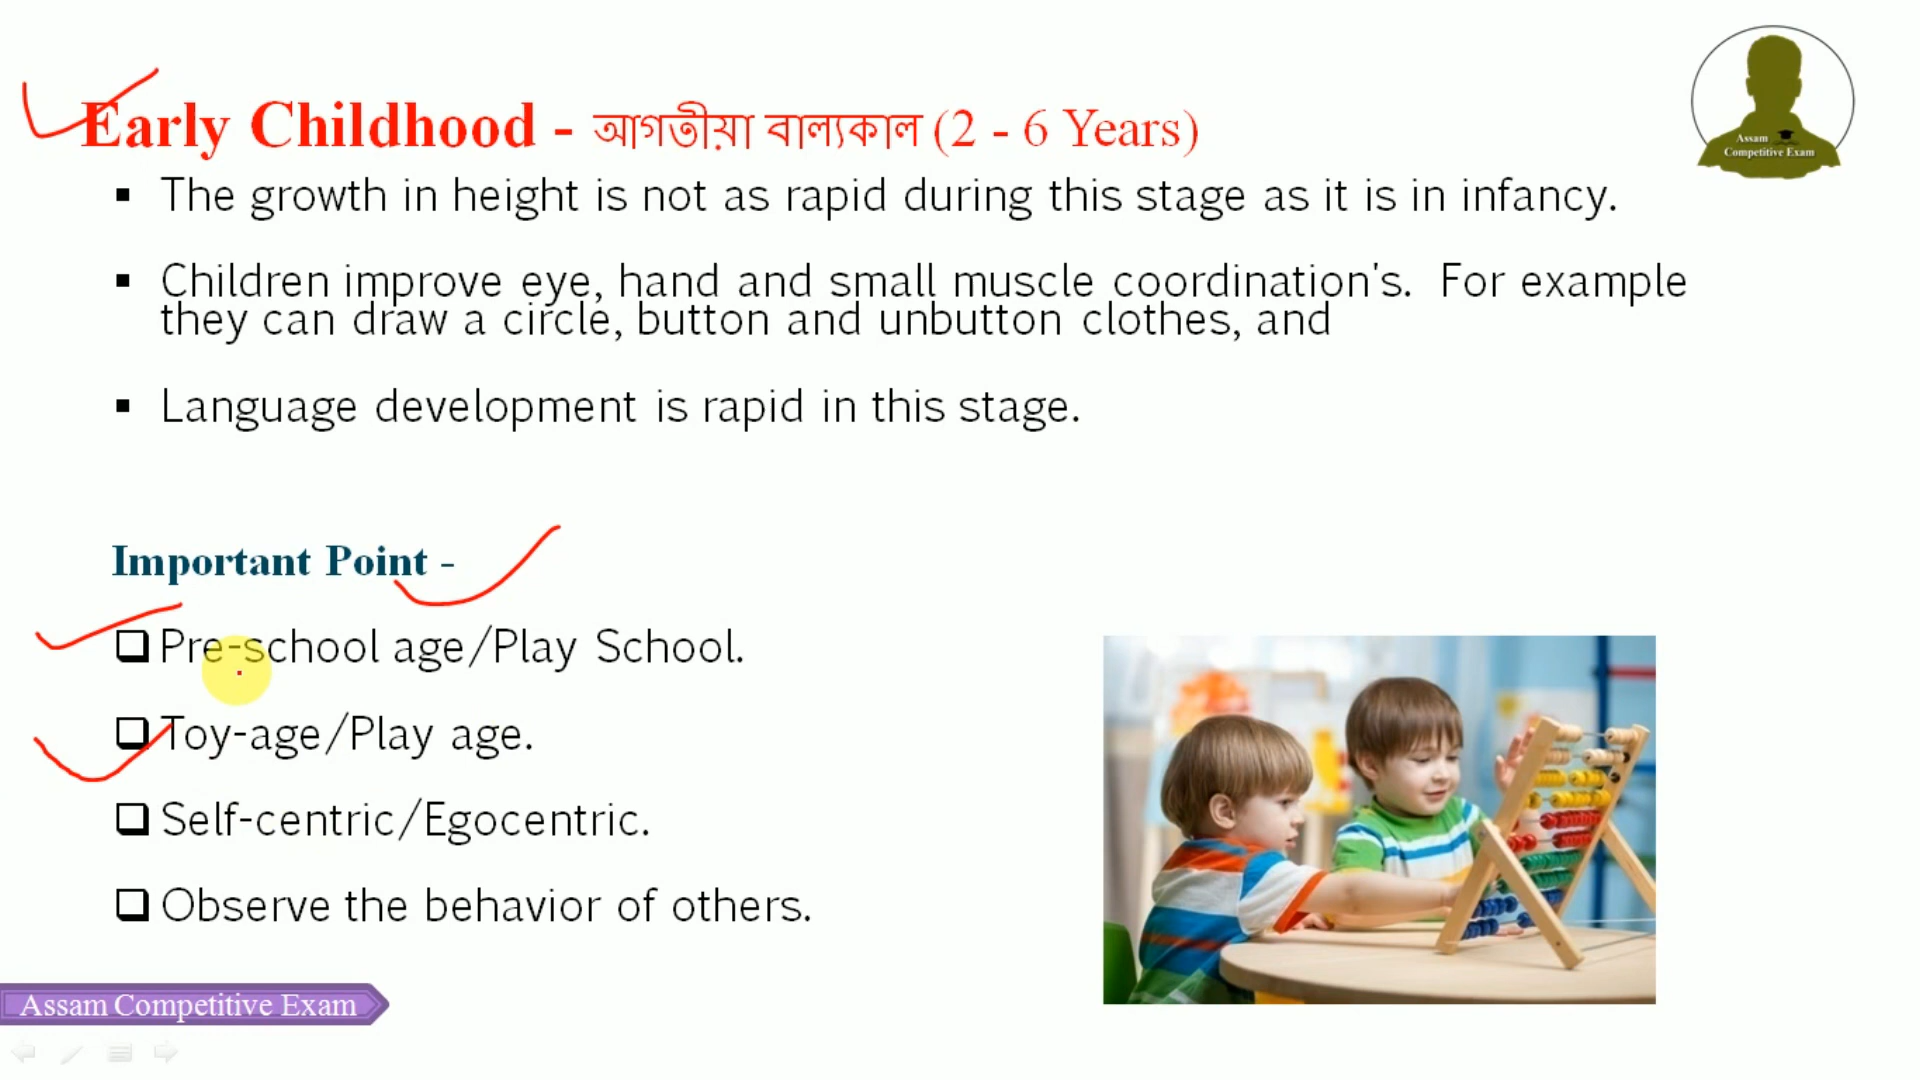 Early Childhood - আগতীয়া বাল্যকাল (2 - 6 Years)
Assam
Competitive Exam
▪ The growth in height is not as rapid during this stage as it is in infancy.
▪ Children improve eye, hand and small muscle coordination's. For example
they can draw a circle, button and unbutton clothes, and
▪ Language development is rapid in this stage.
Important Point -
❑ Pre-school age/Play School.
❑ Toy-age/Play age.
❑ Self-centric/Egocentric.
❑ Observe the behavior of others.
Assam Competitive Exam